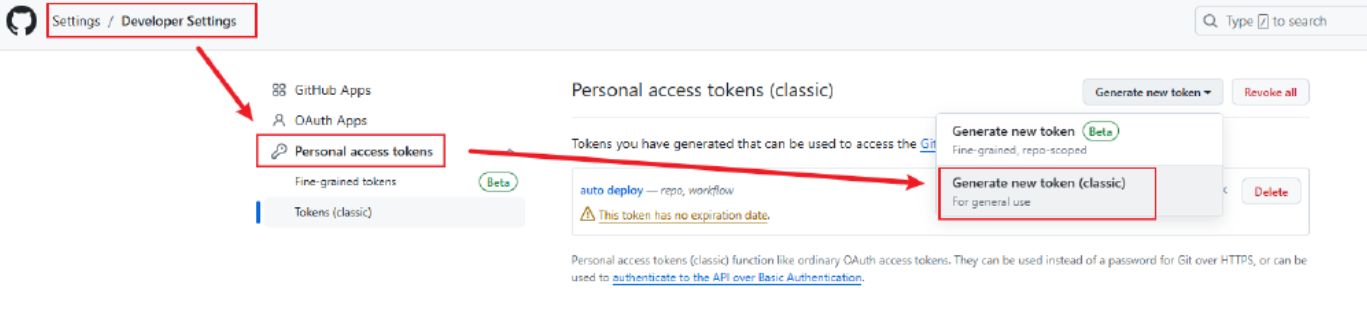 Settings / Developer Settings
Type / to search
GitHub Apps
OAuth Apps
Personal access tokens
Fine-grained tokens Beta
Tokens (classic)
Personal access tokens (classic)
Generate new token
Revoke all
Generate new token Beta
Fine-grained, repo-scoped
Generate new token (classic)
For general use
Tokens you have generated that can be used to access the
auto deploy — repo, workflow
Delete
This token has no expiration date.
Personal access tokens (classic) function like ordinary OAuth access tokens. They can be used instead of a password for Git over HTTPS, or can be
used to authenticate to the API over Basic Authentication.